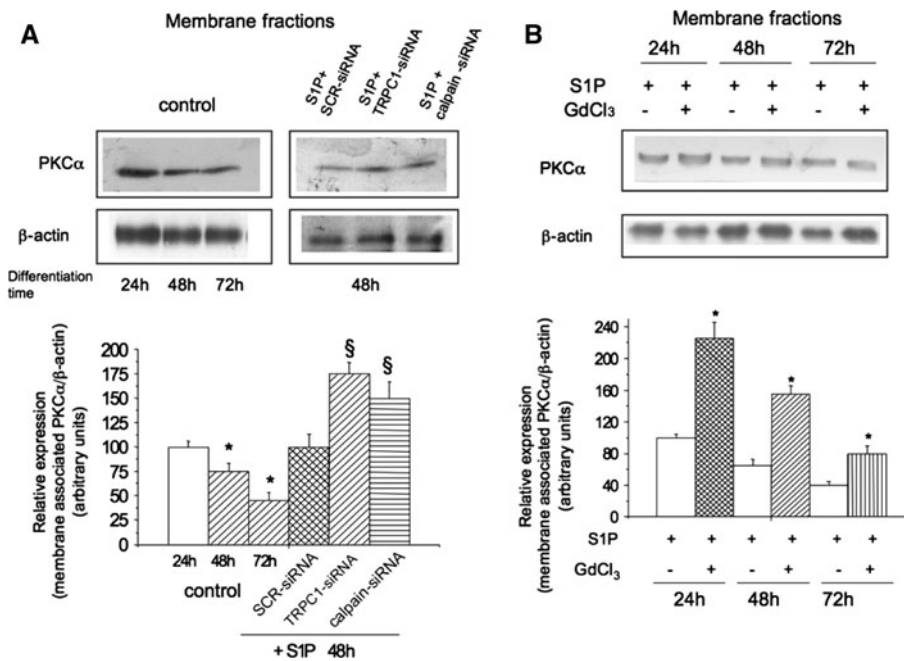 A
Membrane fractions
control
S1P+ SCR-siRNA
S1P+ TRPC1-siRNA
S1P + calpain -siRNA
PKCα
β-actin
Differentiation time
24h 48h 72h
48h
Relative expression
(membrane associated PKCα/β-actin)
(arbitrary units)
200
175
150
125
100
75
50
25
0
* * § §
24h 48h 72h
control
SCR-siRNA
TRPC1-siRNA
calpain-siRNA
+ S1P 48h
B
Membrane fractions
24h 48h 72h
S1P + + + + + +
GdCl3 - + - + - +
PKCα
β-actin
Relative expression
(membrane associated PKCα/β-actin)
(arbitrary units)
240
200
160
120
80
40
0
* * *
S1P + + + + + +
GdCl3 - + - + - +
24h 48h 72h